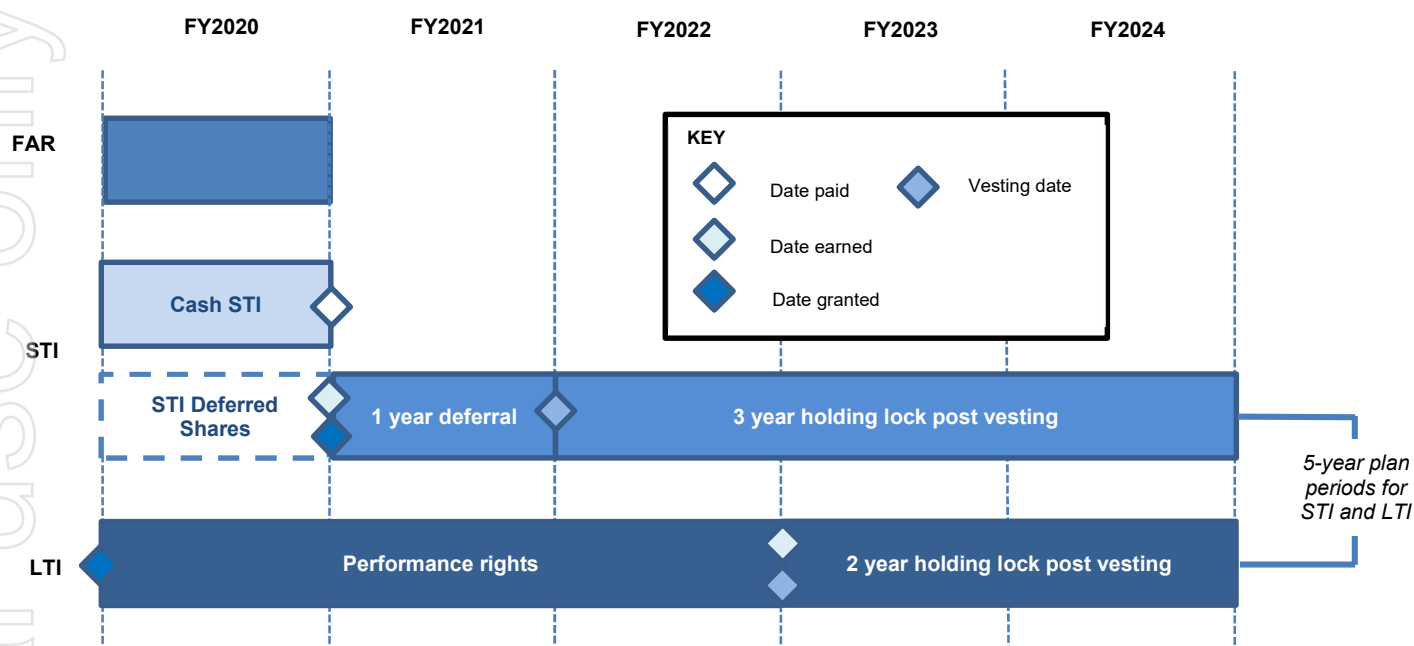 FY2020 FY2021 FY2022 FY2023 FY2024
FAR
KEY
Date paid
Vesting date
Date earned
Date granted
Cash STI
STI
STI Deferred
Shares
1 year deferral
3 year holding lock post vesting
5-year plan
periods for
STI and LTI
LTI
Performance rights
2 year holding lock post vesting